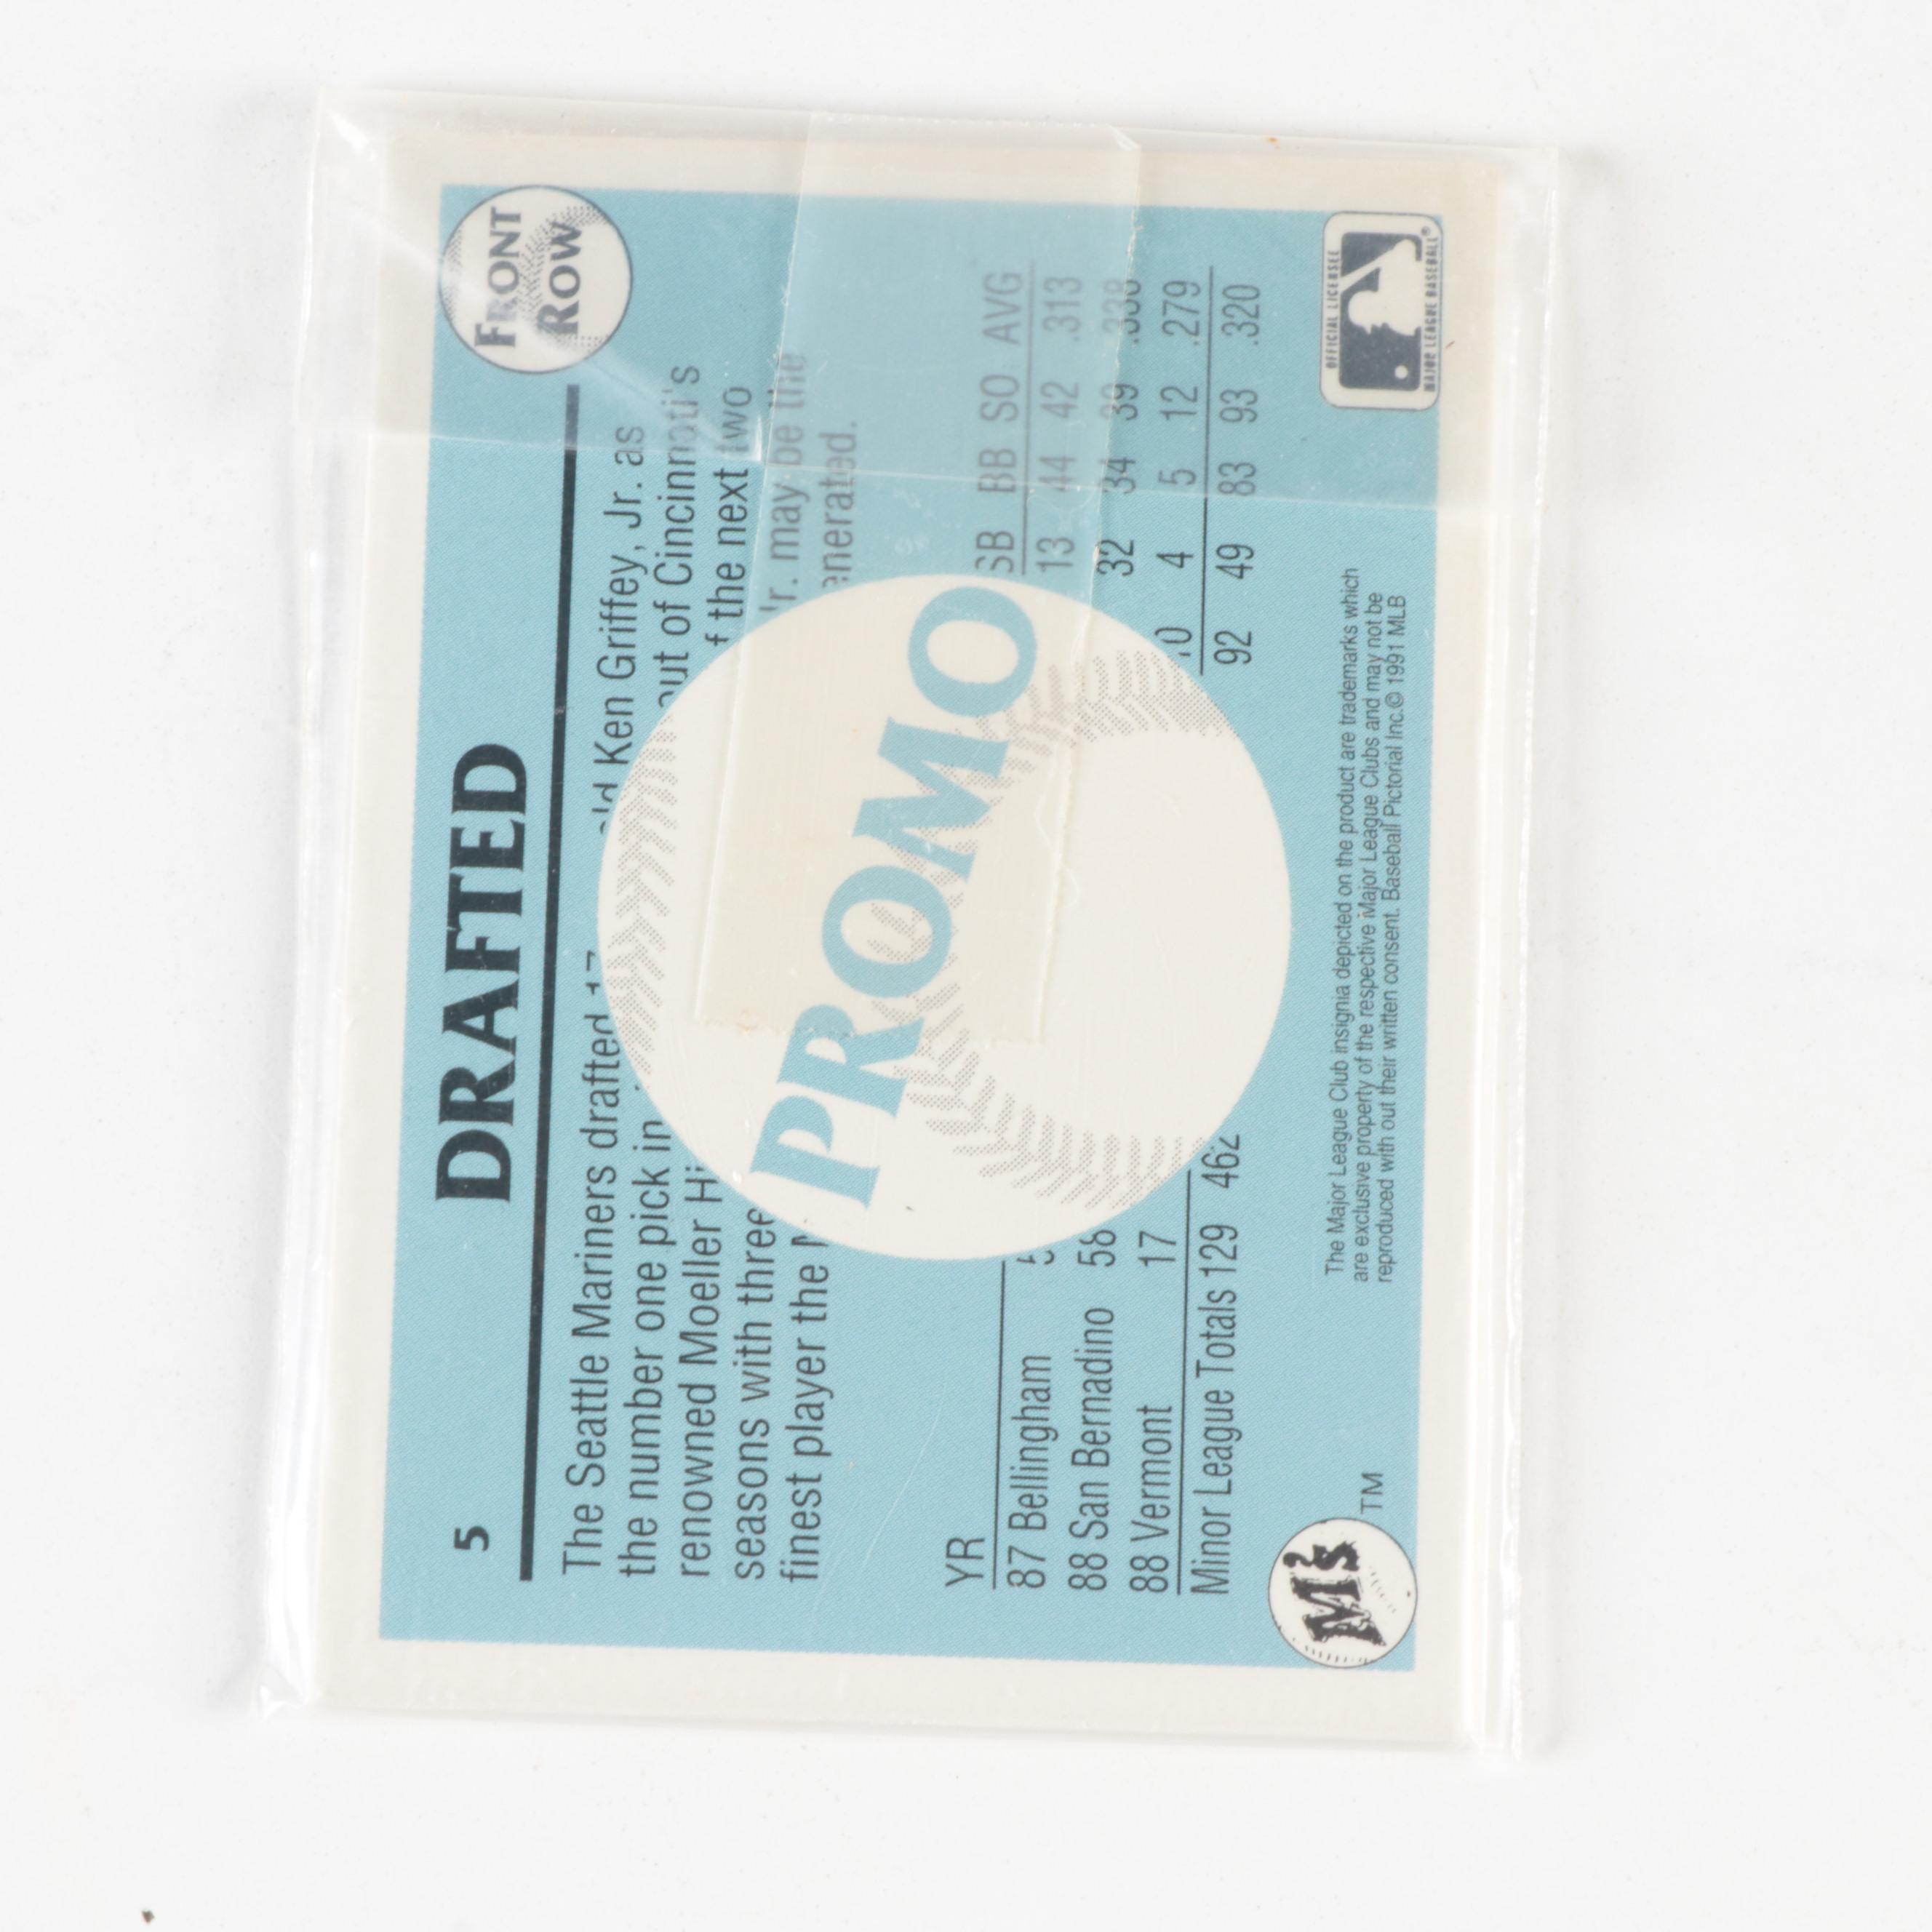 5 DRAFTED
FRONT
ROW
The Seattle Mariners drafted 17 old Ken Griffey, Jr. as
the number one pick in out of Cincinnati's
renowned Moeller Hi f the next two
seasons with three Jr. may be the
finest player the M enerated.
PROMO
YR SB BB SO AVG
87 Bellingham 5 13 44 42 .313
88 San Bernadino 58 32 34 39 .338
88 Vermont 17 10 4 5 12 .279
Minor League Totals 129 462 92 49 83 93 .320
M's TM
The Major League Club insignia depicted on the product are trademarks which
are exclusive property of the respective Major League Clubs and may not be
reproduced with out their written consent. Baseball Pictorial Inc.© 1991 MLB
OFFICIAL LICENSEE
MAJOR LEAGUE BASEBALL®